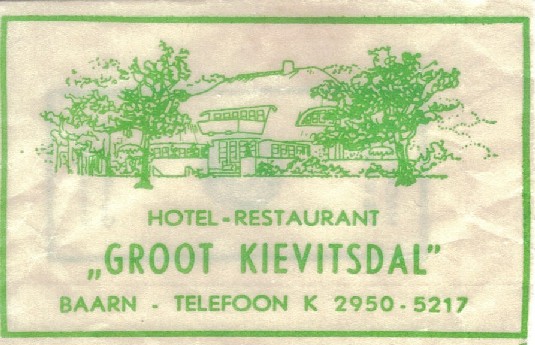 HOTEL-RESTAURANT
„GROOT KIEVITSDAL”
BAARN - TELEFOON K 2950-5217